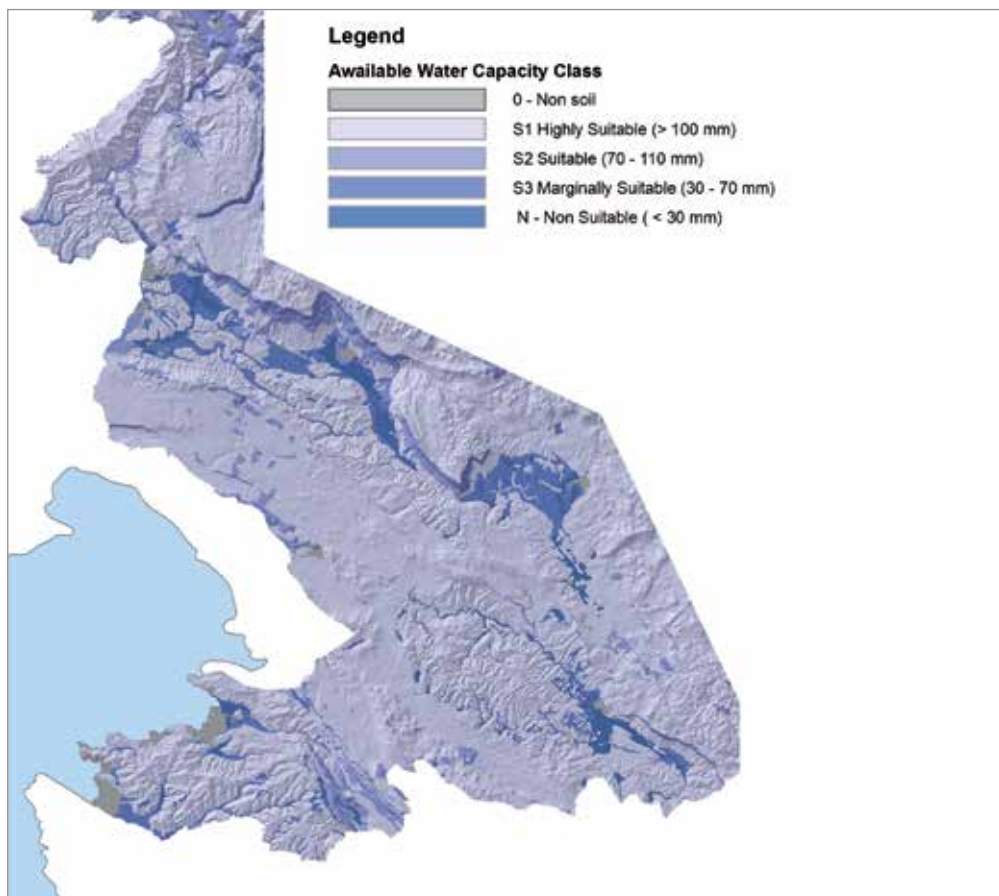 Legend
Awailable Water Capacity Class
0 - Non soil
S1 Highly Suitable (> 100 mm)
S2 Suitable (70 - 110 mm)
S3 Marginally Suitable (30 - 70 mm)
N - Non Suitable ( < 30 mm)